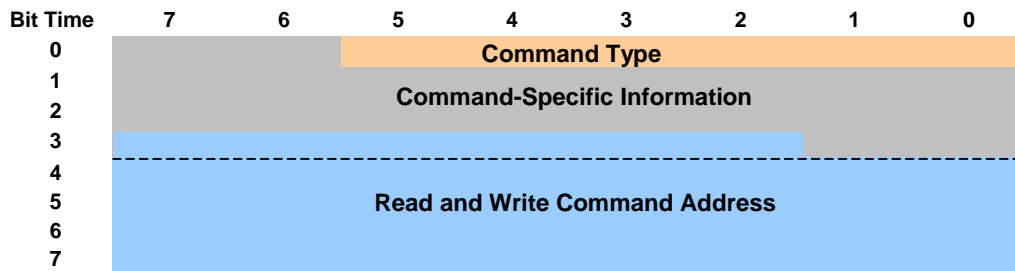 Bit Time 7 6 5 4 3 2 1 0
0 Command Type
1
Command-Specific Information
2
3
4
5 Read and Write Command Address
6
7